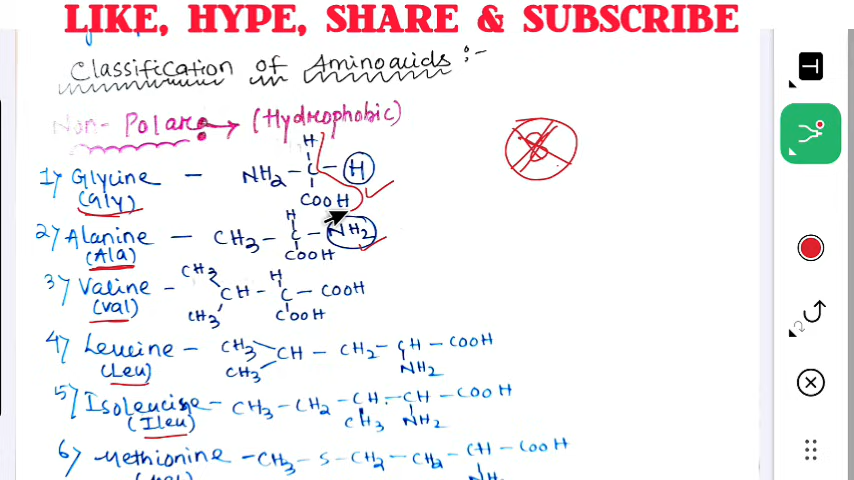 LIKE, HYPE, SHARE & SUBSCRIBE
Classification of Aminoacids :-
Non-Polar → (Hydrophobic)
1) Glycine - NH2 - C - H
H
COOH
(Gly)
2) Alanine - CH3 - C - NH2
H
COOH
(Ala)
3) Valine - CH3 CH - C - COOH
H
CH3
COOH
(val)
4) Leucine - CH3 CH - CH2 - CH - COOH
CH3
NH2
(Leu)
5) Isoleucine - CH3 - CH2 - CH - CH - COOH
CH3 NH2
(Ileu)
6) Methionine - CH3 - S - CH2 - CH2 - CH - COOH
T